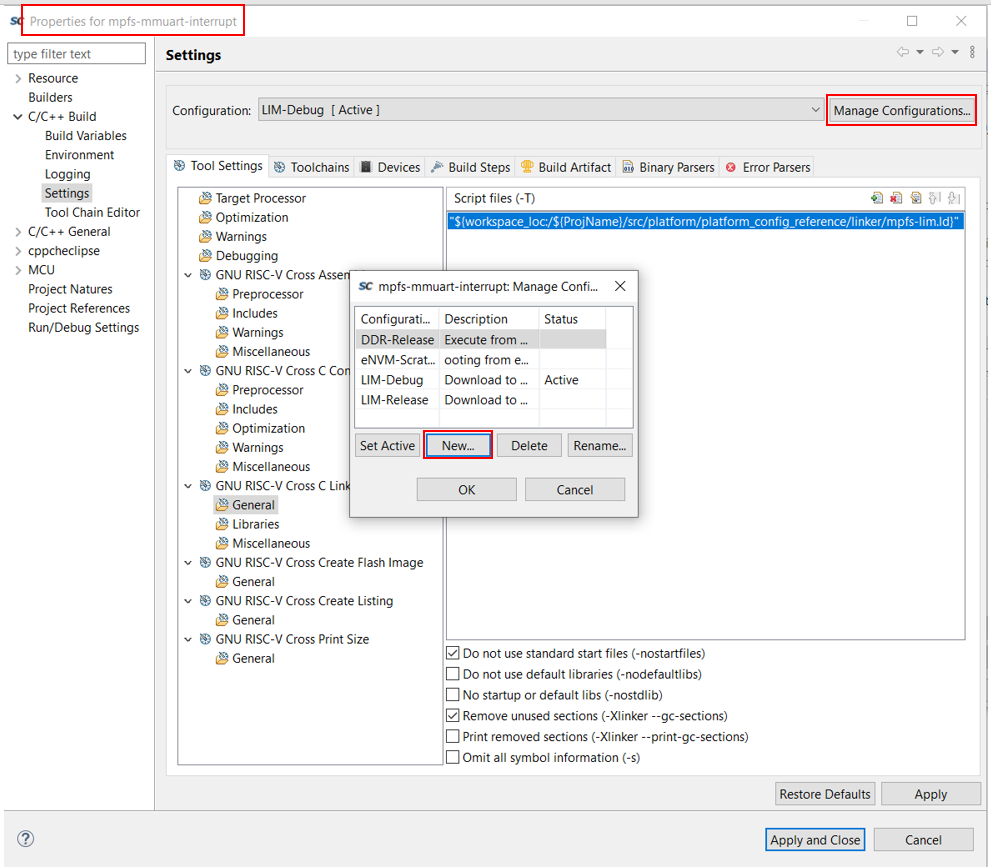 SC Properties for mpfs-mmuart-interrupt
type filter text
Resource
Builders
C/C++ Build
Build Variables
Environment
Logging
Settings
Tool Chain Editor
C/C++ General
cppcheclipse
MCU
Project Natures
Project References
Run/Debug Settings
Settings
Configuration: LIM-Debug [ Active ] Manage Configurations...
Tool Settings Toolchains Devices Build Steps Build Artifact Binary Parsers Error Parsers
Target Processor
Optimization
Warnings
Debugging
GNU RISC-V Cross Assem
Preprocessor
Includes
Warnings
Miscellaneous
GNU RISC-V Cross C Con
Preprocessor
Includes
Optimization
Warnings
Miscellaneous
GNU RISC-V Cross C Link
General
Libraries
Miscellaneous
GNU RISC-V Cross Create Flash Image
General
GNU RISC-V Cross Create Listing
General
GNU RISC-V Cross Print Size
General
Script files (-T)
"${workspace_loc:/${ProjName}/src/platform/platform_config_reference/linker/mpfs-lim.ld}"
SC mpfs-mmuart-interrupt: Manage Confi...
Configurati... Description Status
DDR-Release Execute from ...
eNVM-Scrat... ooting from e...
LIM-Debug Download to ... Active
LIM-Release Download to ...
Set Active New... Delete Rename...
OK Cancel
Do not use standard start files (-nostartfiles)
Do not use default libraries (-nodefaultlibs)
No startup or default libs (-nostdlib)
Remove unused sections (-Xlinker --gc-sections)
Print removed sections (-Xlinker --print-gc-sections)
Omit all symbol information (-s)
Restore Defaults Apply
? Apply and Close Cancel